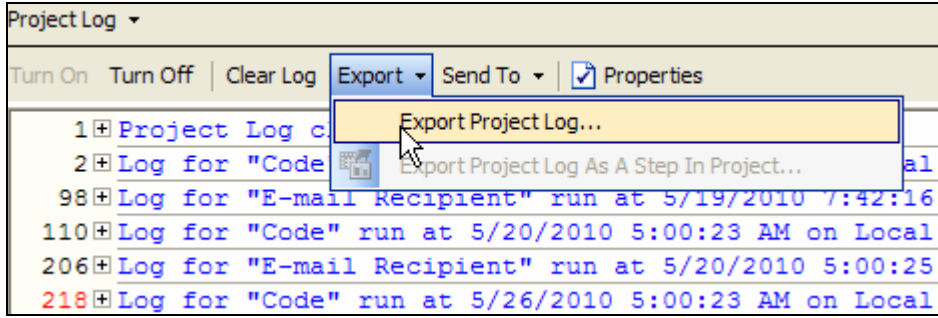 Project Log
Turn On Turn Off Clear Log Export Send To Properties
Export Project Log...
Export Project Log As A Step In Project...
1 Project Log c
2 Log for "Code" al
98 Log for "E-mail Recipient" run at 5/19/2010 7:42:16
110 Log for "Code" run at 5/20/2010 5:00:23 AM on Local
206 Log for "E-mail Recipient" run at 5/20/2010 5:00:25
218 Log for "Code" run at 5/26/2010 5:00:23 AM on Local